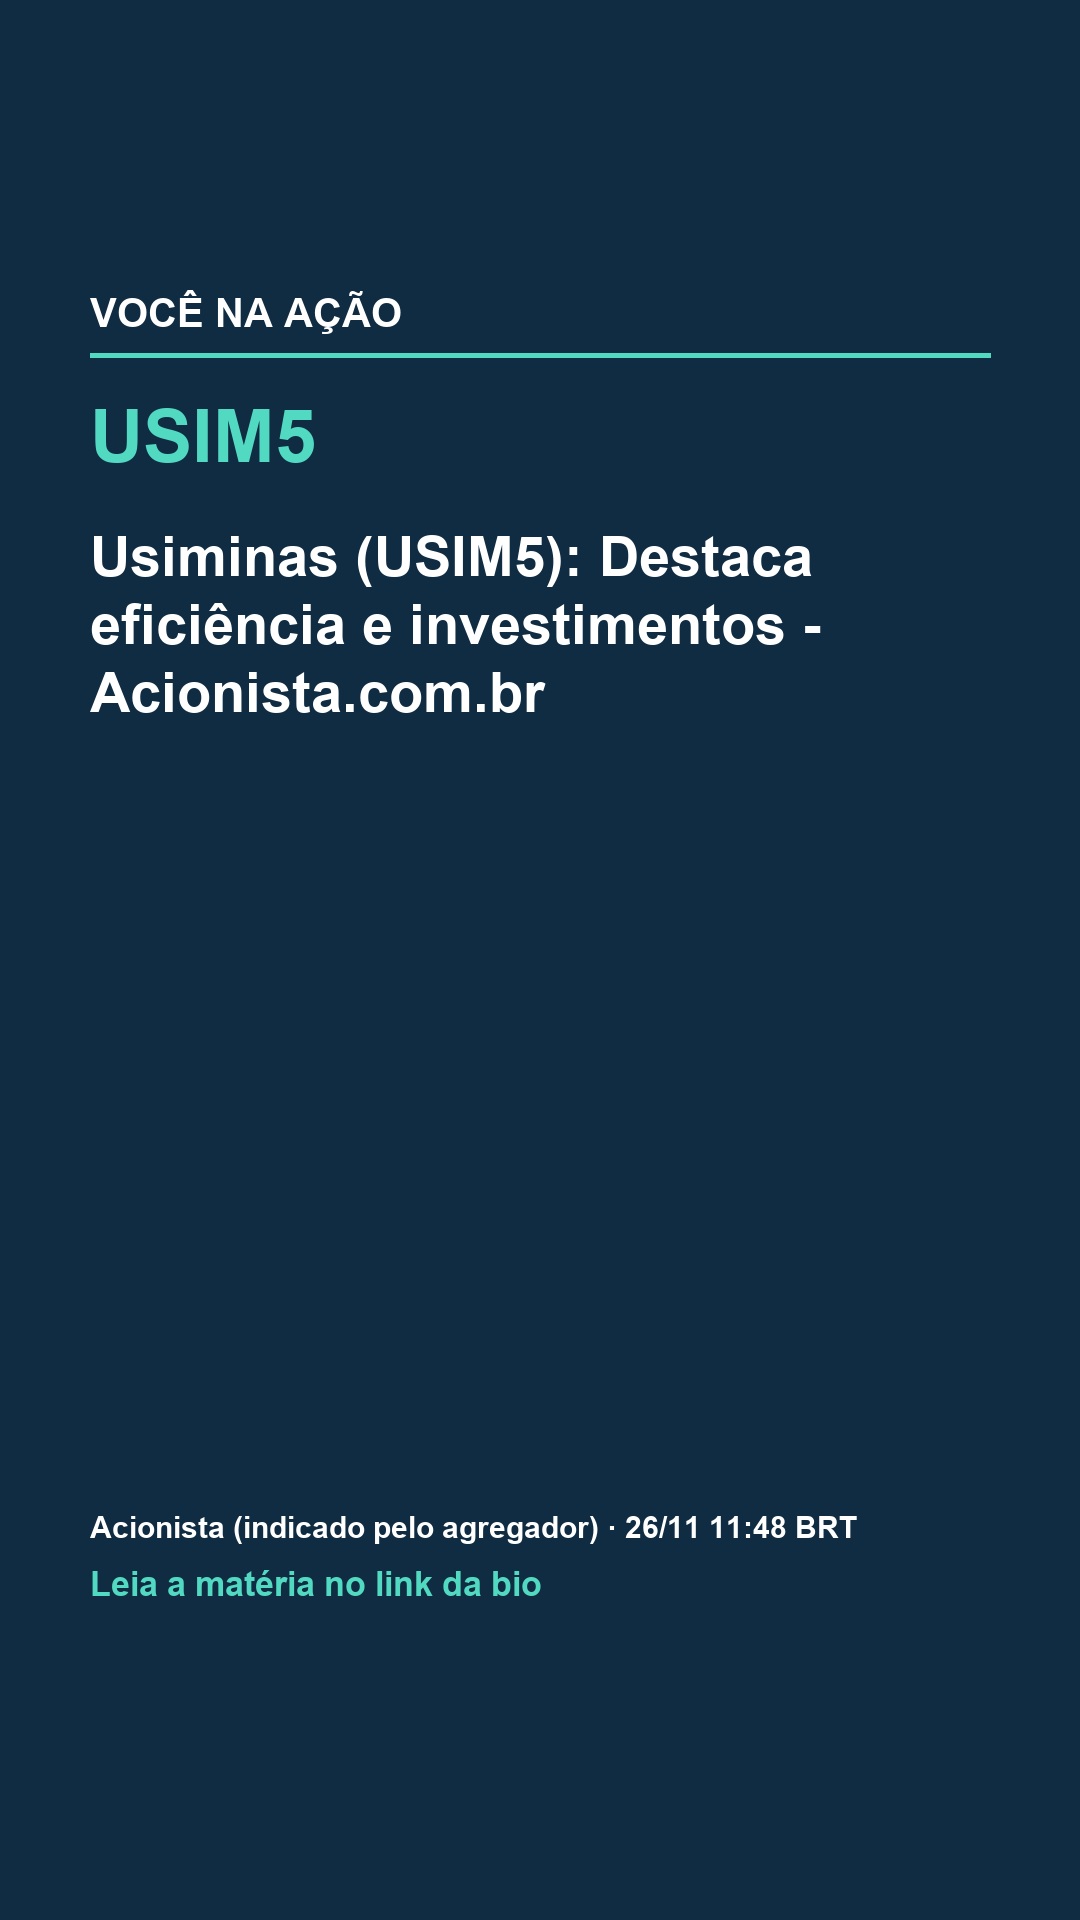 VOCÊ NA AÇÃO
USIM5
Usiminas (USIM5): Destaca
eficiência e investimentos -
Acionista.com.br
Acionista (indicado pelo agregador) · 26/11 11:48 BRT
Leia a matéria no link da bio